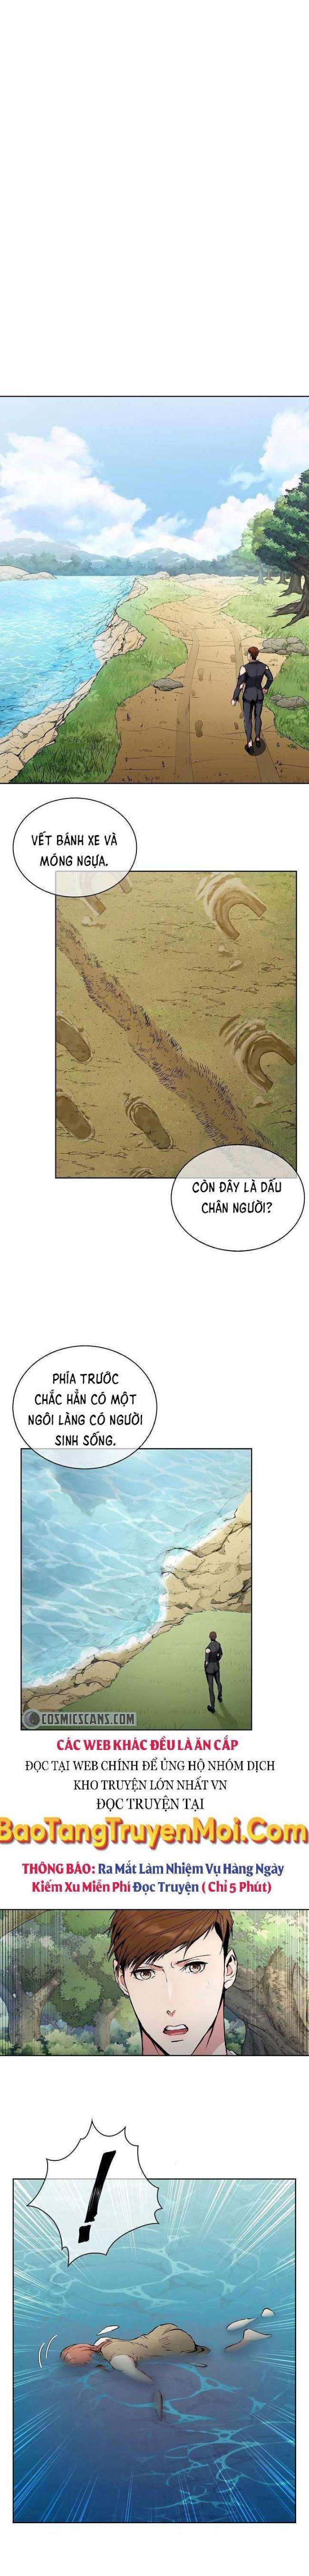 VẾT BÁNH XE VÀ
MÓNG NGỰA.
CÒN ĐÂY LÀ DẤU
CHÂN NGƯỜI?
PHÍA TRƯỚC
CHẮC HẲN CÓ MỘT
NGÔI LÀNG CÓ NGƯỜI
SINH SỐNG.
COSMICSCANS.COM
CÁC WEB KHÁC ĐỀU LÀ ĂN CẮP
ĐỌC TẠI WEB CHÍNH ĐỂ ỦNG HỘ NHÓM DỊCH
KHO TRUYỆN LỚN NHẤT VN
ĐỌC TRUYỆN TẠI
BaoTangTruyenMoi.Com
THÔNG BÁO: Ra Mắt Làm Nhiệm Vụ Hàng Ngày
Kiếm Xu Miễn Phí Đọc Truyện ( Chỉ 5 Phút)
!